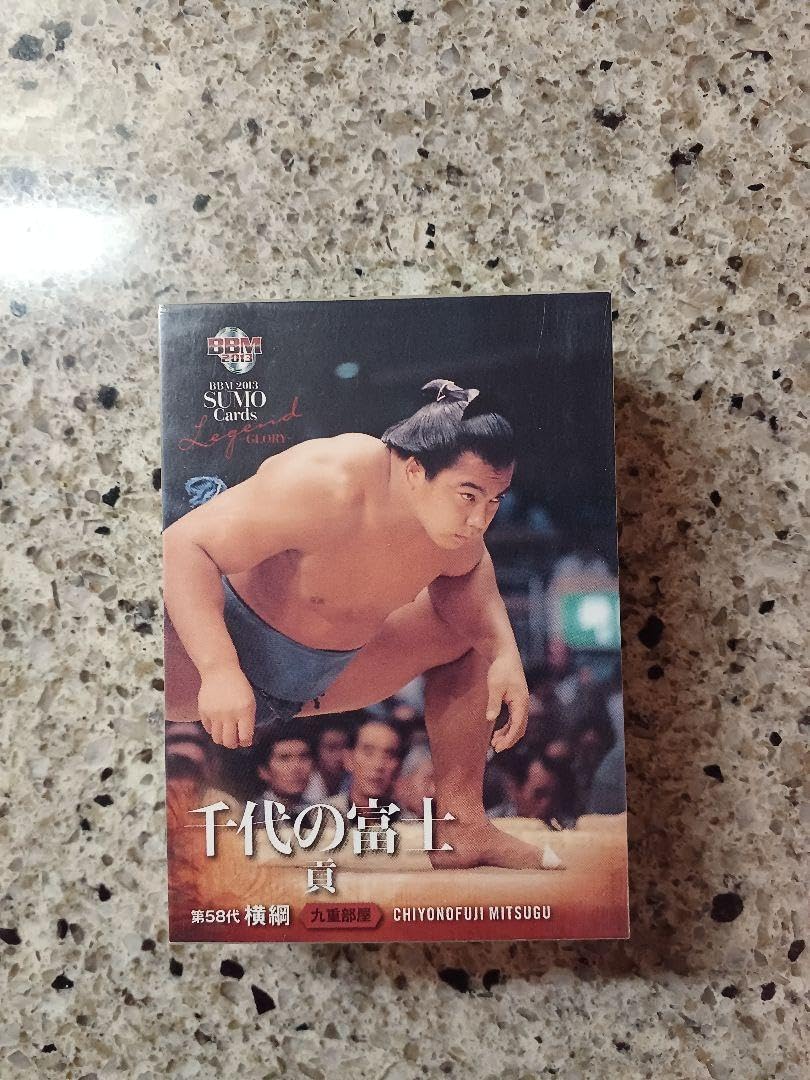 BBM
2013
BBM 2013
SUMO
Cards
Legend
GLORY
千代の富士
貢
第58代 横綱 九重部屋 CHIYONOFUJI MITSUGU